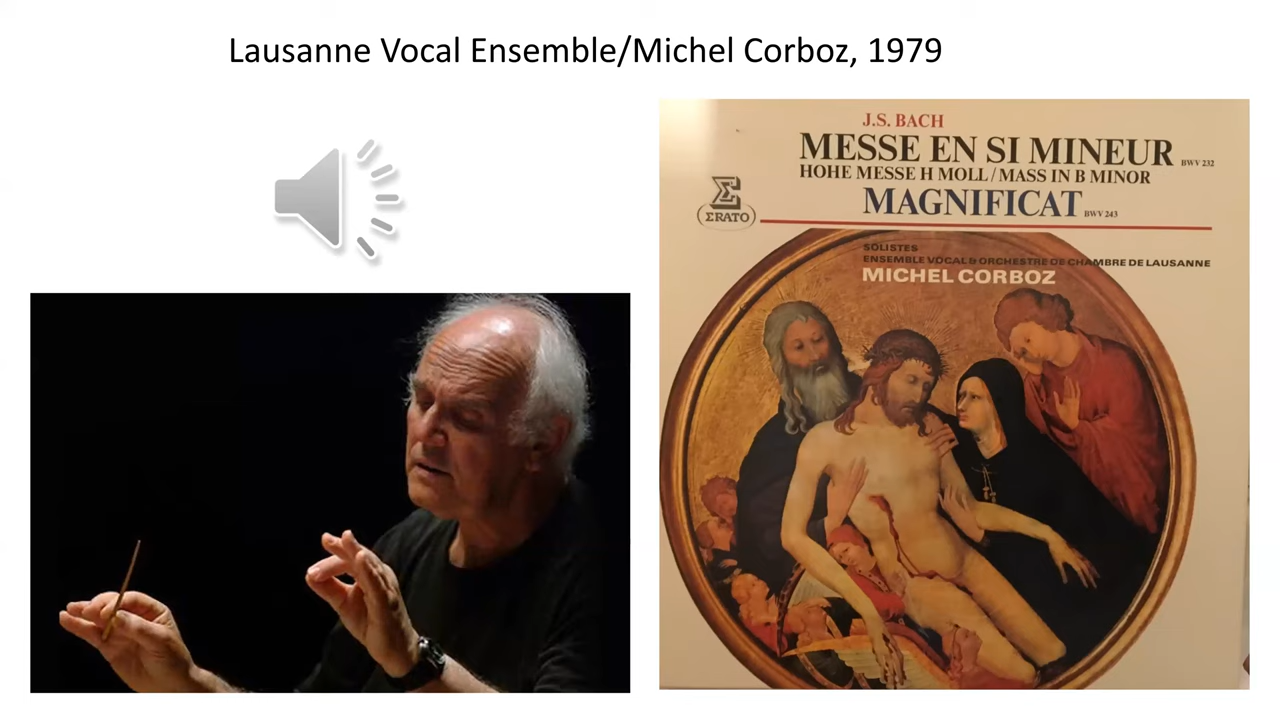 Lausanne Vocal Ensemble/Michel Corboz, 1979
J.S. BACH
MESSE EN SI MINEUR BWV 232
HOHE MESSE H MOLL / MASS IN B MINOR
MAGNIFICAT BWV 243
ΣRATO
SOLISTES
ENSEMBLE VOCAL & ORCHESTRE DE CHAMBRE DE LAUSANNE
MICHEL CORBOZ